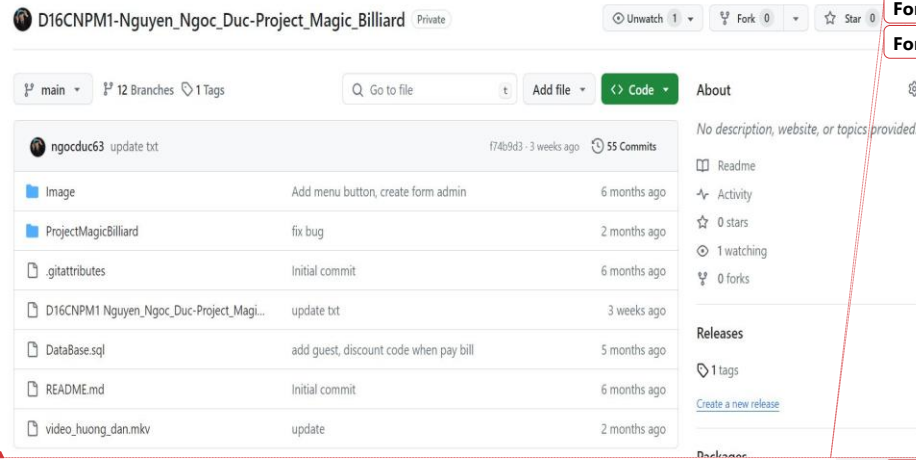 D16CNPM1-Nguyen_Ngoc_Duc-Project_Magic_Billiard Private
Unwatch 1 Fork 0 Star 0
main 12 Branches 1 Tags Go to file t Add file <> Code
ngocduc63 update txt f74b9d3 · 3 weeks ago 55 Commits
Image Add menu button, create form admin 6 months ago
ProjectMagicBilliard fix bug 2 months ago
.gitattributes Initial commit 6 months ago
D16CNPM1 Nguyen_Ngoc_Duc-Project_Magi... update txt 3 weeks ago
DataBase.sql add guest, discount code when pay bill 5 months ago
README.md Initial commit 6 months ago
video_huong_dan.mkv update 2 months ago
About
No description, website, or topics provided.
Readme
Activity
0 stars
1 watching
0 forks
Releases
1 tags
Create a new release
Packages